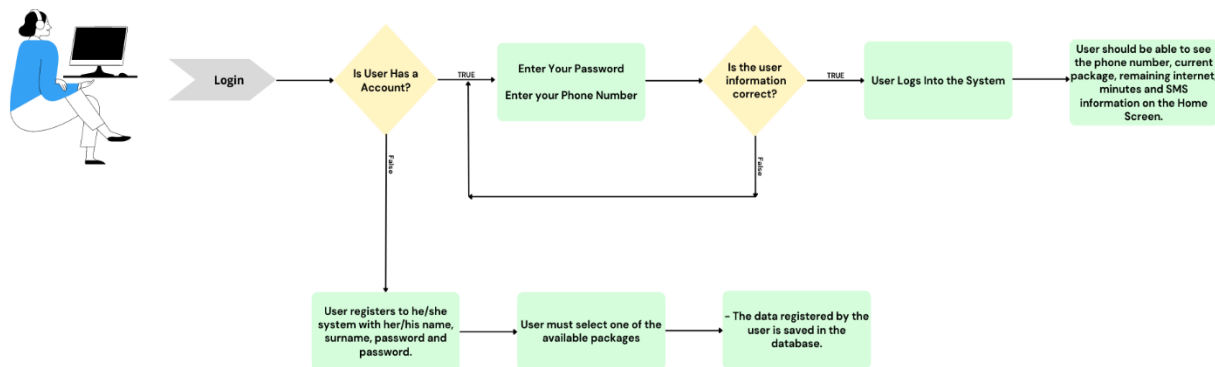 Login
Is User Has a
Account?
TRUE
Enter Your Password
Enter your Phone Number
Is the user
information
correct?
TRUE
User Logs Into the System
User should be able to see
the phone number, current
package, remaining internet,
minutes and SMS
information on the Home
Screen.
False
False
User registers to he/she
system with her/his name,
surname, password and
password.
User must select one of the
available packages
- The data registered by the
user is saved in the
database.